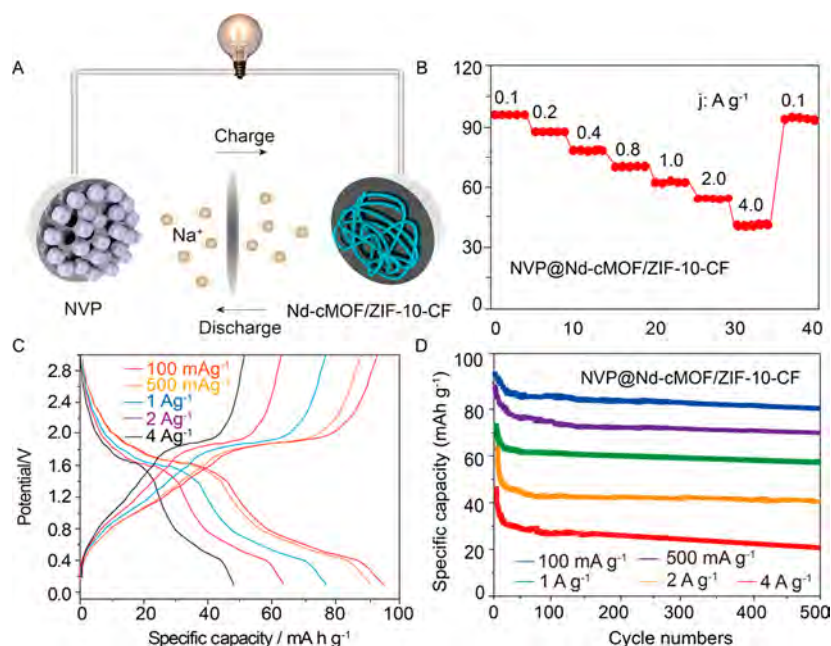 A
Charge
Na⁺
NVP
Nd-cMOF/ZIF-10-CF
Discharge
B
120
90
60
30
0
0.1
0.2
0.4
0.8
1.0
2.0
4.0
0.1
j: A g⁻¹
NVP@Nd-cMOF/ZIF-10-CF
0 10 20 30 40
C
2.8
2.4
2.0
1.6
1.2
0.8
0.4
0.0
Potential/V
100 mAg⁻¹
500 mAg⁻¹
1 Ag⁻¹
2 Ag⁻¹
4 Ag⁻¹
0 20 40 60 80 100
Specific capacity / mA h g⁻¹
D
100
80
60
40
20
0
Specific capacity (mAh g⁻¹)
NVP@Nd-cMOF/ZIF-10-CF
100 mA g⁻¹ 500 mA g⁻¹
1 A g⁻¹ 2 A g⁻¹ 4 A g⁻¹
0 100 200 300 400 500
Cycle numbers